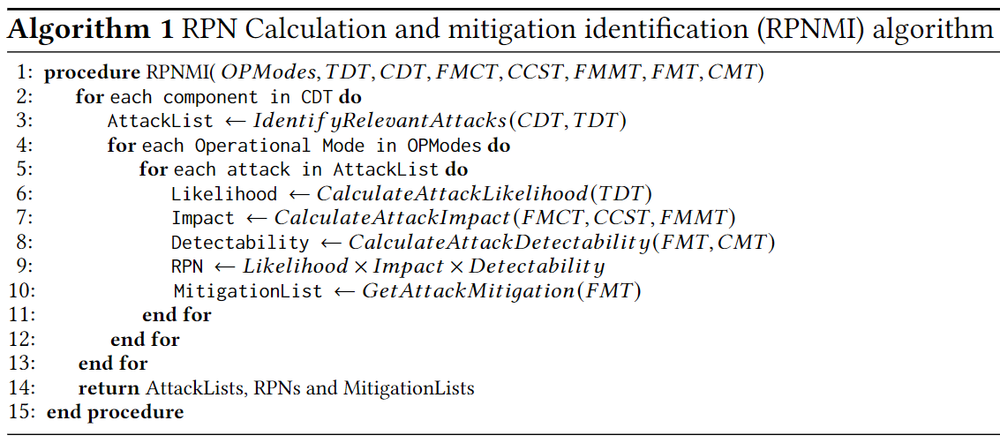 Algorithm 1 RPN Calculation and mitigation identification (RPNMI) algorithm
1: procedure RPNMI( OPModes, TDT, CDT, FMCT, CCST, FMMT, FMT, CMT)
2: for each component in CDT do
3: AttackList ← IdentifyRelevantAttacks(CDT, TDT)
4: for each Operational Mode in OPModes do
5: for each attack in AttackList do
6: Likelihood ← CalculateAttackLikelihood(TDT)
7: Impact ← CalculateAttackImpact(FMCT, CCST, FMMT)
8: Detectability ← CalculateAttackDetectability(FMT, CMT)
9: RPN ← Likelihood × Impact × Detectability
10: MitigationList ← GetAttackMitigation(FMT)
11: end for
12: end for
13: end for
14: return AttackLists, RPNs and MitigationLists
15: end procedure